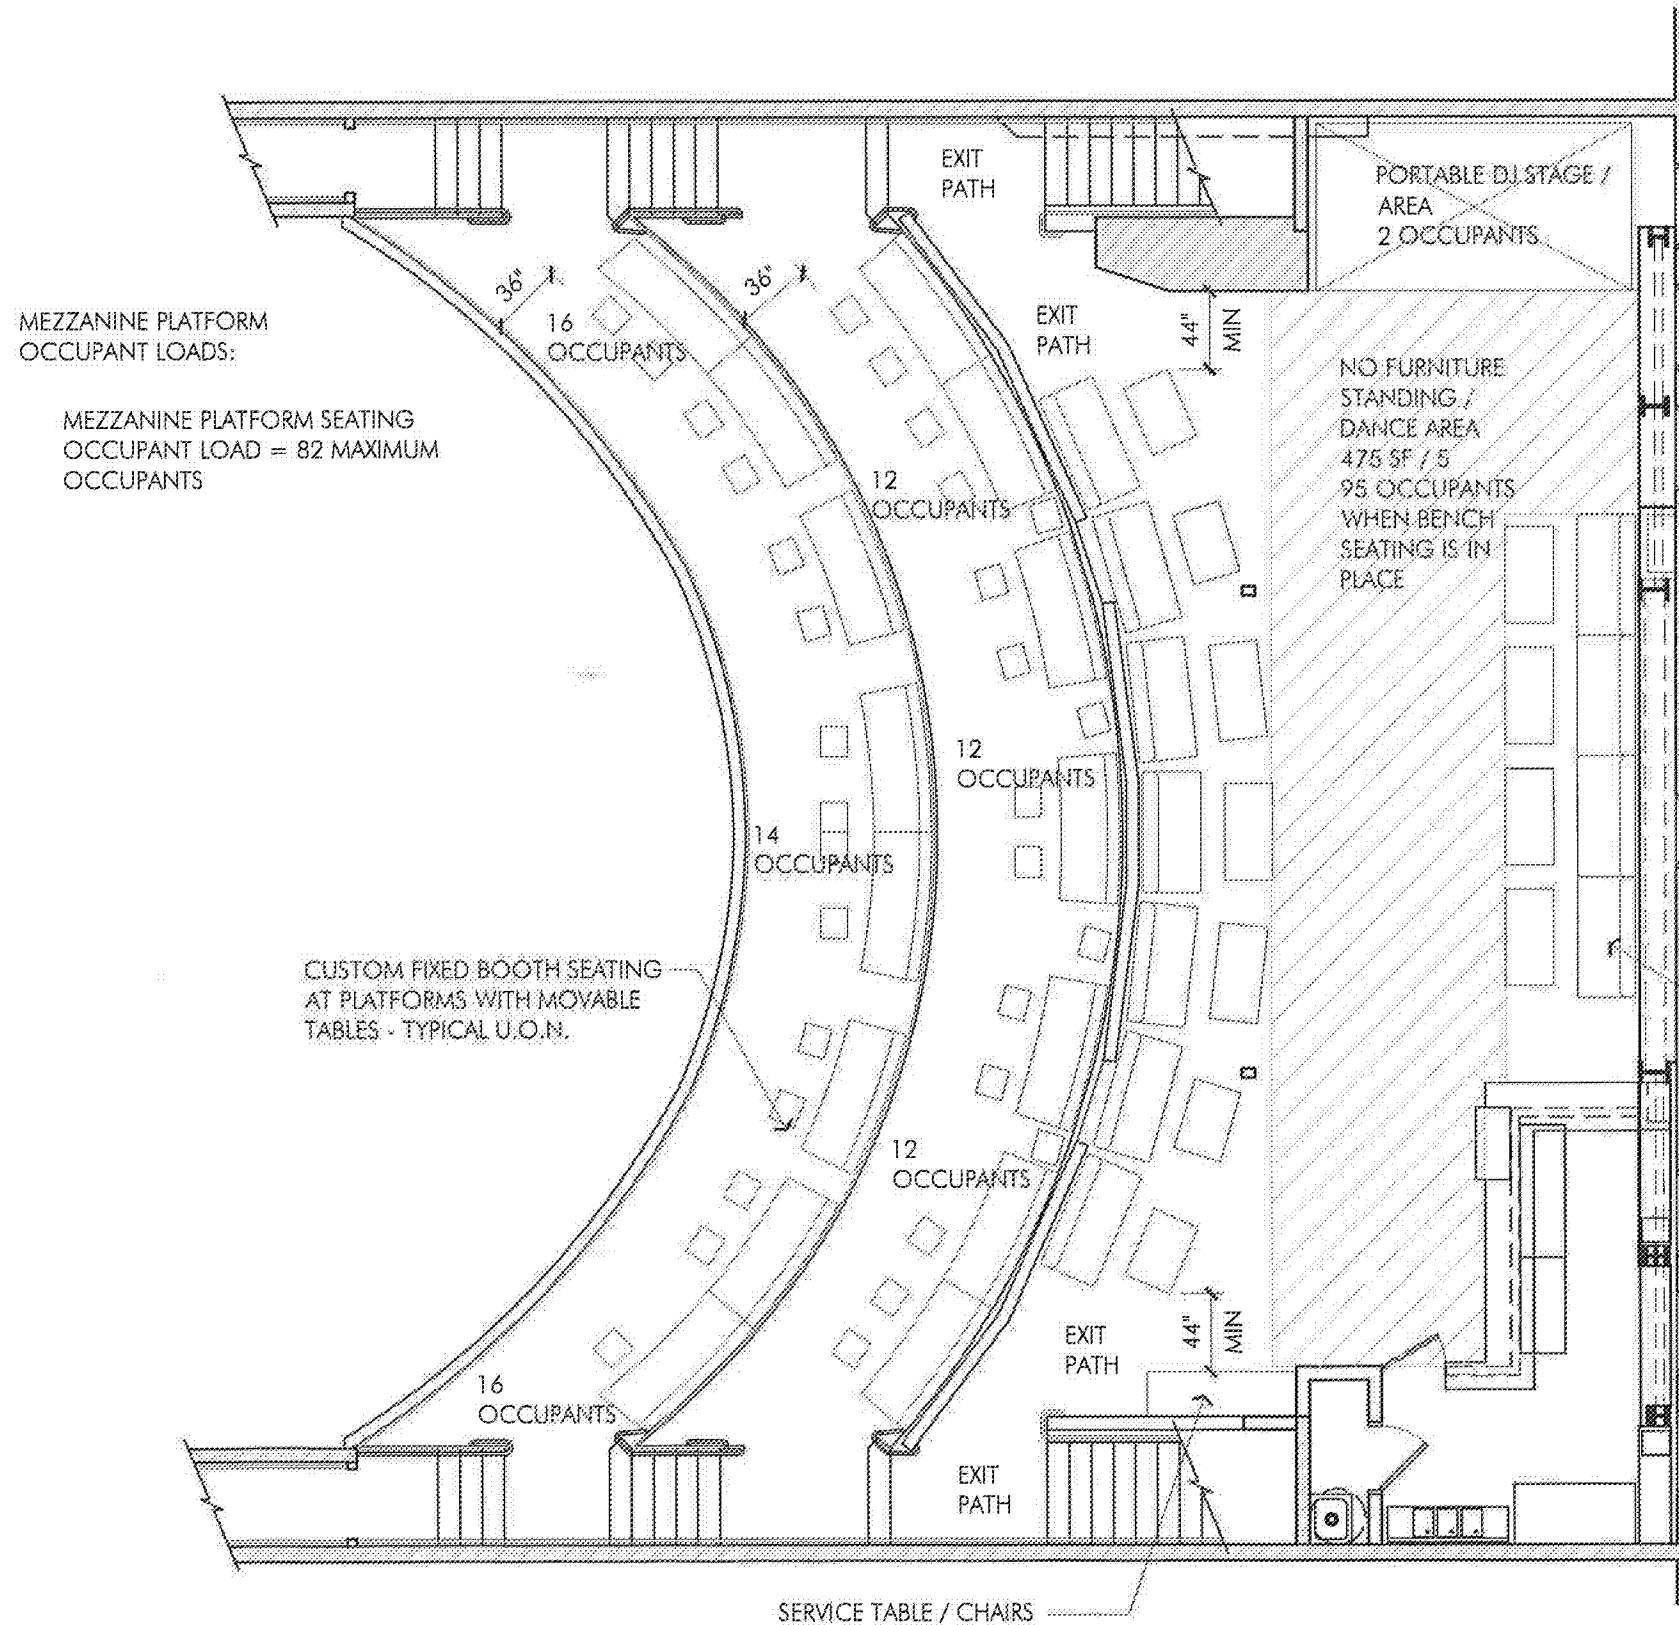 EXIT
PATH
PORTABLE DJ STAGE /
AREA
2 OCCUPANTS
36"
36"
MEZZANINE PLATFORM
OCCUPANT LOADS:
16
OCCUPANTS
EXIT
PATH
44"
MIN
MEZZANINE PLATFORM SEATING
OCCUPANT LOAD = 82 MAXIMUM
OCCUPANTS
NO FURNITURE
STANDING /
DANCE AREA
475 SF / 5
95 OCCUPANTS
WHEN BENCH
SEATING IS IN
PLACE
12
OCCUPANTS
12
OCCUPANTS
14
OCCUPANTS
CUSTOM FIXED BOOTH SEATING
AT PLATFORMS WITH MOVABLE
TABLES - TYPICAL U.O.N.
12
OCCUPANTS
EXIT
PATH
44"
MIN
16
OCCUPANTS
EXIT
PATH
SERVICE TABLE / CHAIRS